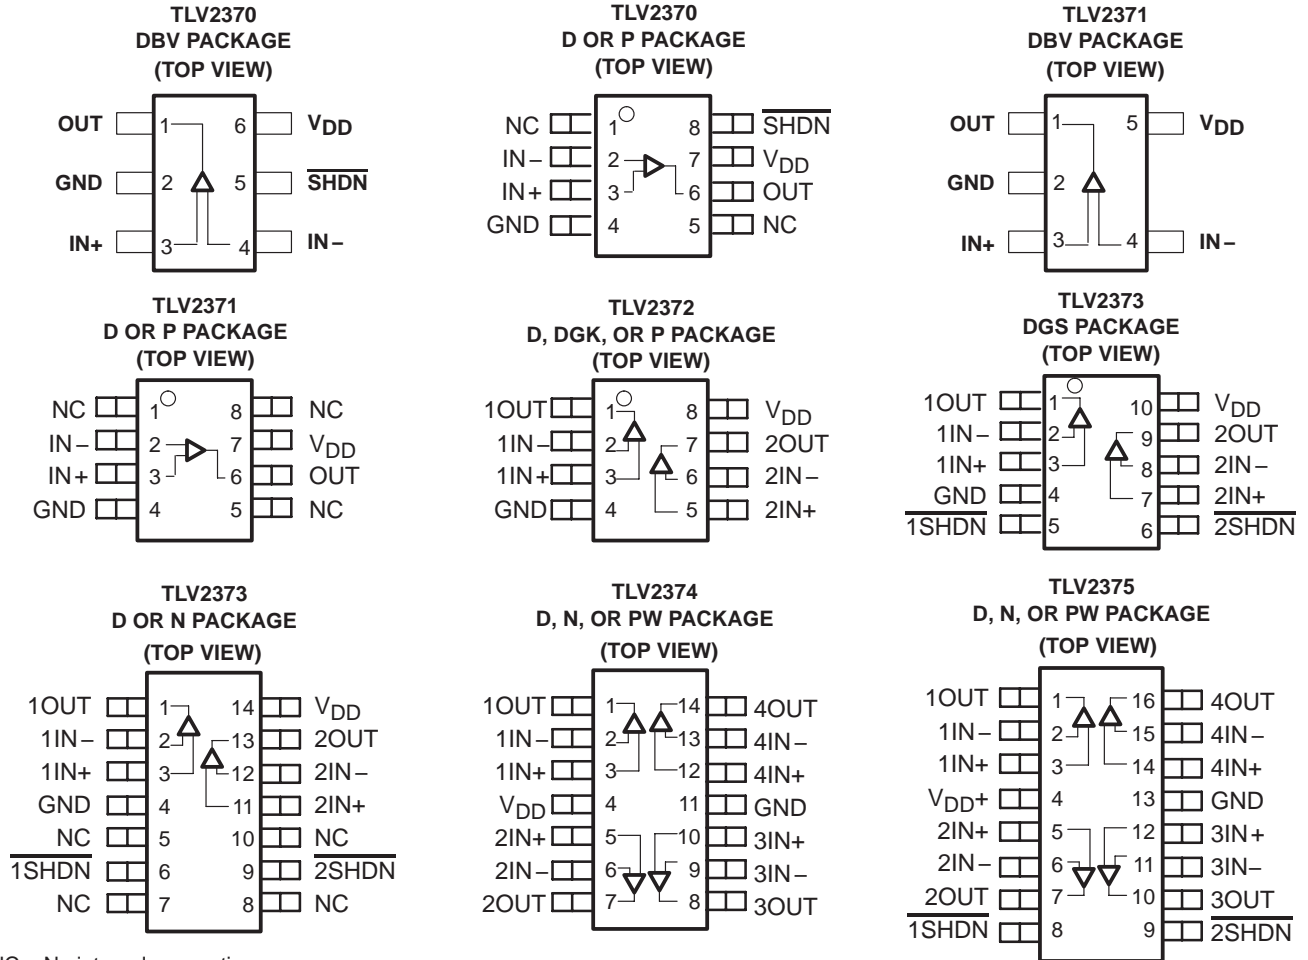 TLV2370
DBV PACKAGE
(TOP VIEW)
OUT 1 6 VDD
GND 2 5 SHDN
IN+ 3 4 IN−
TLV2370
D OR P PACKAGE
(TOP VIEW)
NC 1 8 SHDN
IN− 2 7 VDD
IN+ 3 6 OUT
GND 4 5 NC
TLV2371
DBV PACKAGE
(TOP VIEW)
OUT 1 5 VDD
GND 2
IN+ 3 4 IN−
TLV2371
D OR P PACKAGE
(TOP VIEW)
NC 1 8 NC
IN− 2 7 VDD
IN+ 3 6 OUT
GND 4 5 NC
TLV2372
D, DGK, OR P PACKAGE
(TOP VIEW)
1OUT 1 8 VDD
1IN− 2 7 2OUT
1IN+ 3 6 2IN−
GND 4 5 2IN+
TLV2373
DGS PACKAGE
(TOP VIEW)
1OUT 1 10 VDD
1IN− 2 9 2OUT
1IN+ 3 8 2IN−
GND 4 7 2IN+
1SHDN 5 6 2SHDN
TLV2373
D OR N PACKAGE
(TOP VIEW)
1OUT 1 14 VDD
1IN− 2 13 2OUT
1IN+ 3 12 2IN−
GND 4 11 2IN+
NC 5 10 NC
1SHDN 6 9 2SHDN
NC 7 8 NC
TLV2374
D, N, OR PW PACKAGE
(TOP VIEW)
1OUT 1 14 4OUT
1IN− 2 13 4IN−
1IN+ 3 12 4IN+
VDD 4 11 GND
2IN+ 5 10 3IN+
2IN− 6 9 3IN−
2OUT 7 8 3OUT
TLV2375
D, N, OR PW PACKAGE
(TOP VIEW)
1OUT 1 16 4OUT
1IN− 2 15 4IN−
1IN+ 3 14 4IN+
VDD+ 4 13 GND
2IN+ 5 12 3IN+
2IN− 6 11 3IN−
2OUT 7 10 3OUT
1SHDN 8 9 2SHDN